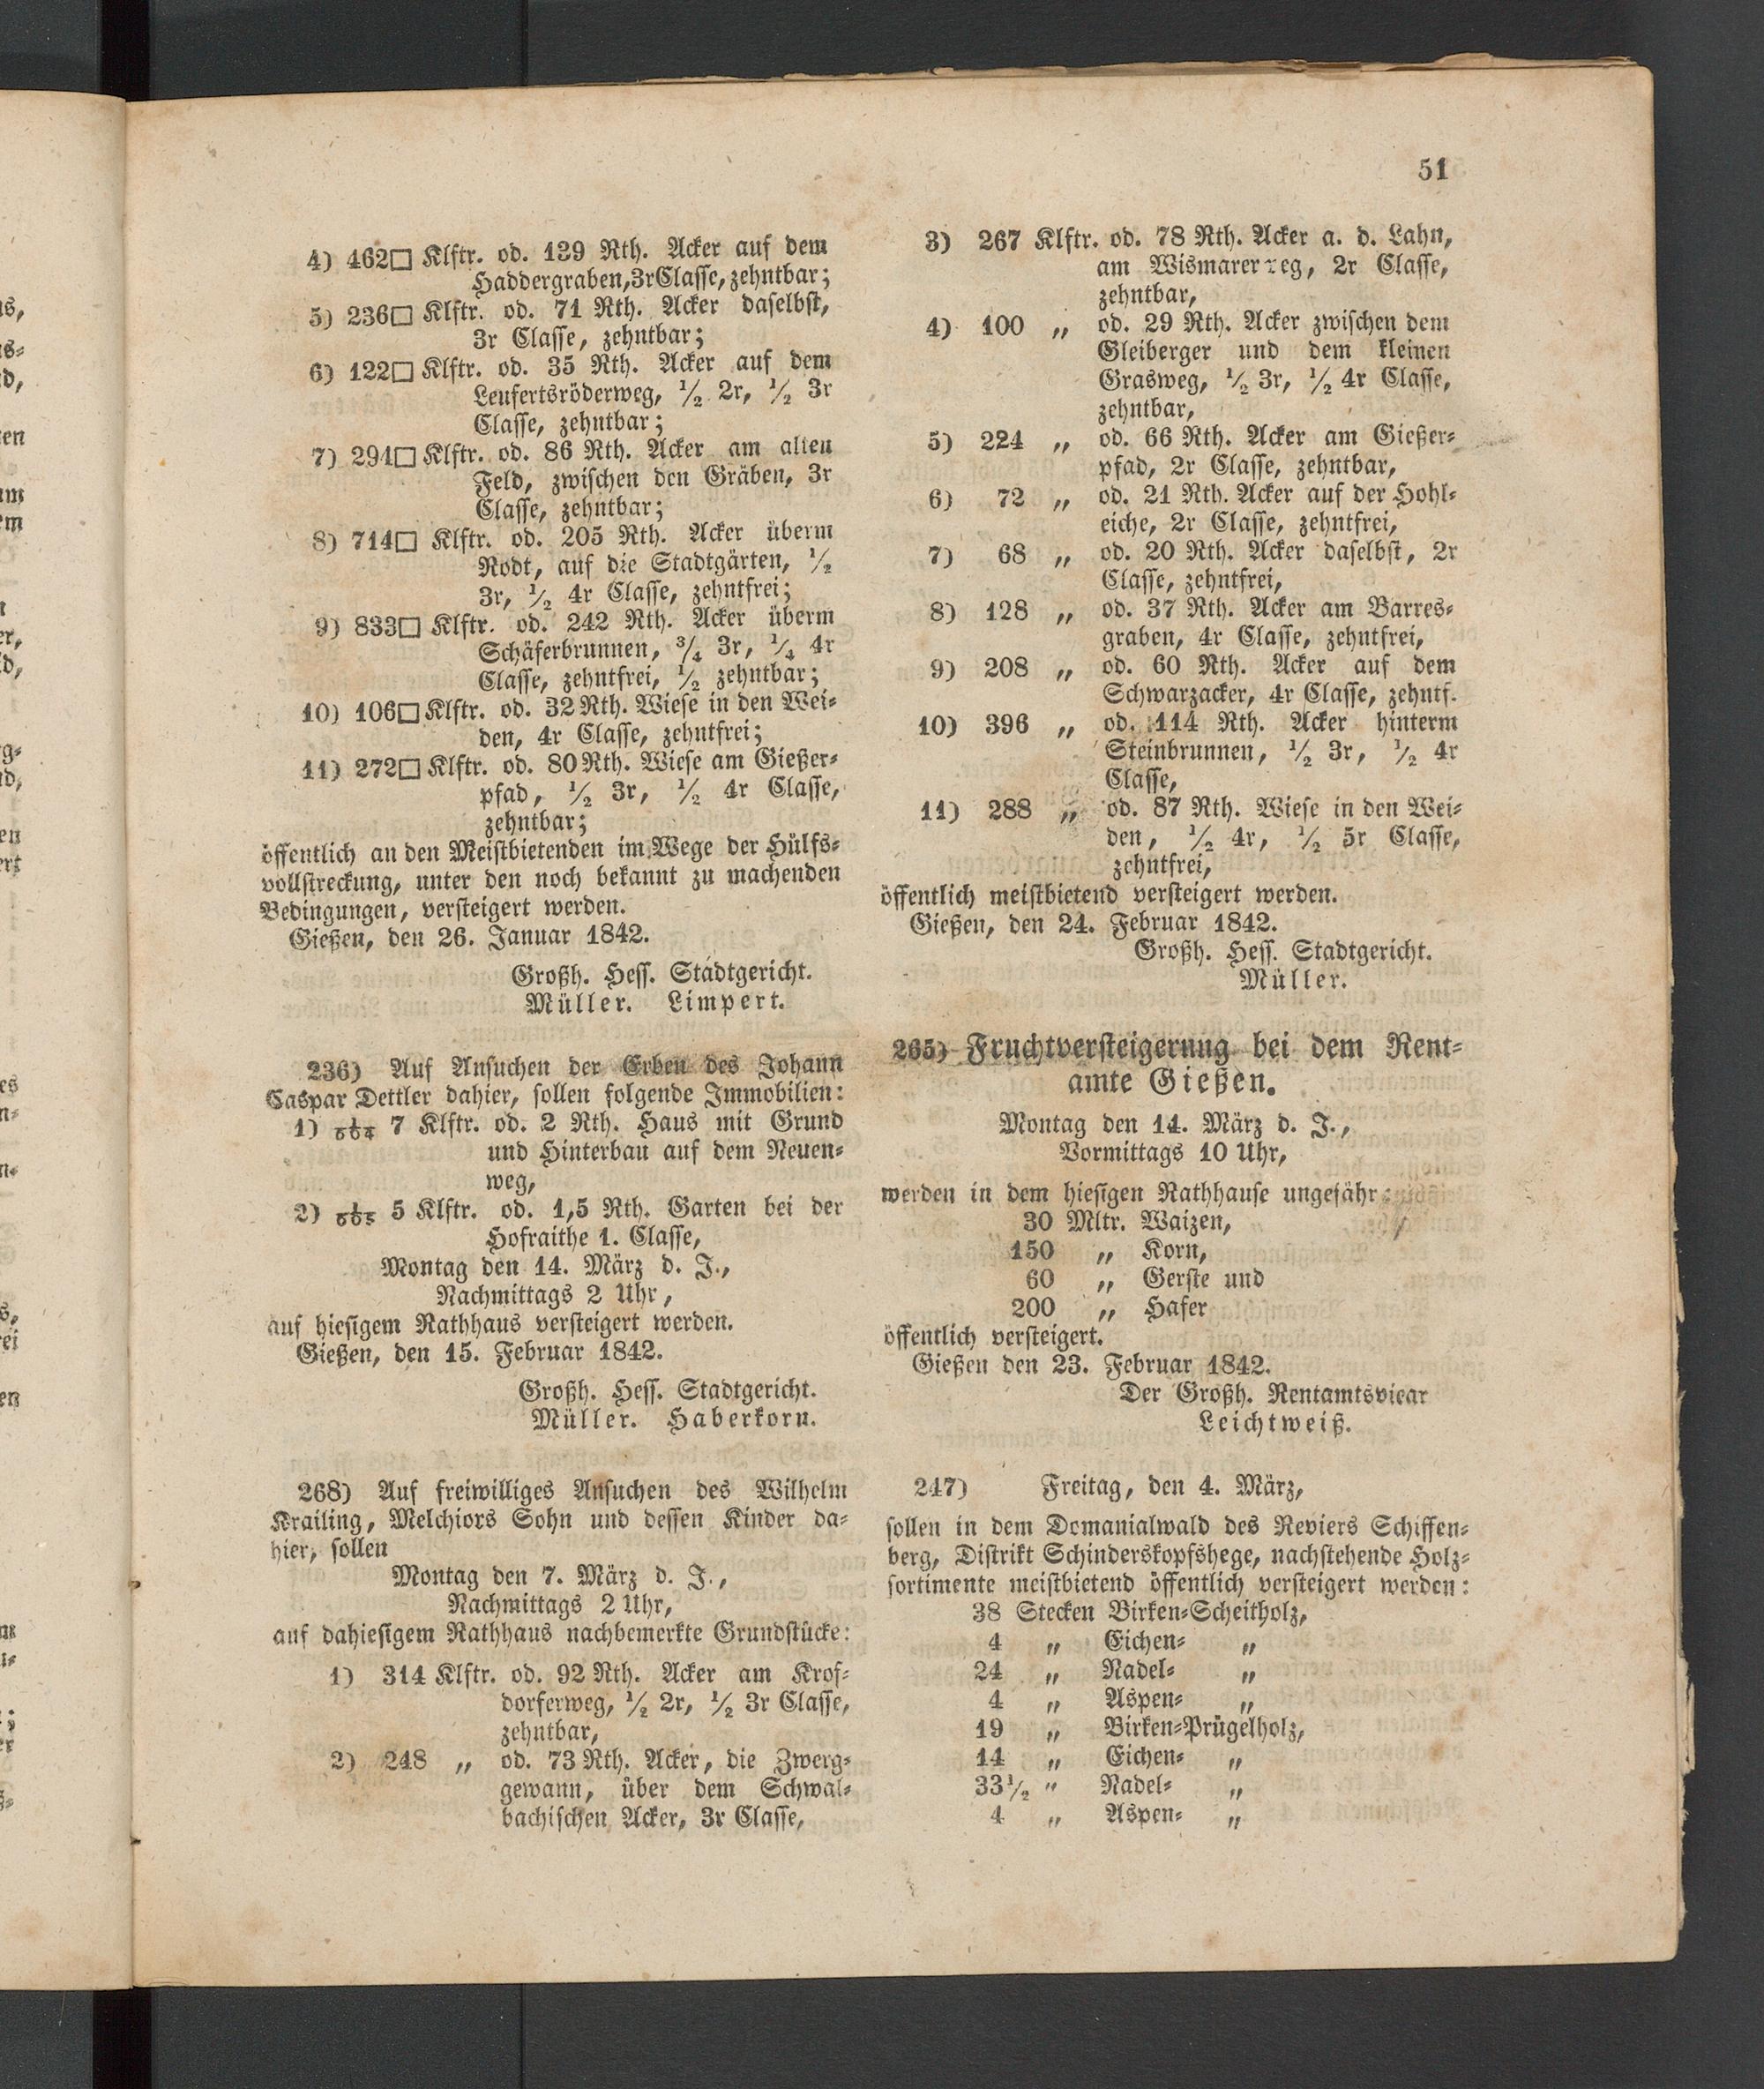 51
4) 462□ Klftr. od. 139 Rth. Acker auf dem
Haddergraben, 3r Classe, zehntbar;
5) 236□ Klftr. od. 71 Rth. Acker daselbst,
3r Classe, zehntbar;
6) 122□ Klftr. od. 35 Rth. Acker auf dem
Leufertsröderweg, 1/2 2r, 1/2 3r
Classe, zehntbar;
7) 291□ Klftr. od. 86 Rth. Acker am alten
Feld, zwischen den Gräben, 3r
Classe, zehntbar;
8) 714□ Klftr. od. 205 Rth. Acker überm
Rodt, auf die Stadtgärten, 1/2
3r, 1/2 4r Classe, zehntfrei;
9) 833□ Klftr. od. 242 Rth. Acker überm
Schäferbrunnen, 3/4 3r, 1/4 4r
Classe, zehntfrei, 1/2 zehntbar;
10) 106□ Klftr. od. 32 Rth. Wiese in den Wei-
den, 4r Classe, zehntfrei;
11) 272□ Klftr. od. 80 Rth. Wiese am Gießer-
pfad, 1/2 3r, 1/2 4r Classe,
zehntbar;
öffentlich an den Meistbietenden im Wege der Hülfs-
vollstreckung, unter den noch bekannt zu machenden
Bedingungen, versteigert werden.
Gießen, den 26. Januar 1842.
Großh. Hess. Stadtgericht.
Müller. Limpert.
236) Auf Ansuchen der Erben des Johann
Caspar Dettler dahier, sollen folgende Immobilien:
1) 7 Klftr. od. 2 Rth. Haus mit Grund
und Hinterbau auf dem Neuen-
weg,
2) 5 Klftr. od. 1,5 Rth. Garten bei der
Hofraithe 1. Classe,
Montag den 14. März d. J.,
Nachmittags 2 Uhr,
auf hiesigem Rathhaus versteigert werden.
Gießen, den 15. Februar 1842.
Großh. Hess. Stadtgericht.
Müller. Haberkorn.
268) Auf freiwilliges Ansuchen des Wilhelm
Krailing, Melchiors Sohn und dessen Kinder da-
hier, sollen
Montag den 7. März d. J.,
Nachmittags 2 Uhr,
auf dahiesigem Rathhaus nachbemerkte Grundstücke:
1) 314 Klftr. od. 92 Rth. Acker am Krof-
dorferweg, 1/2 2r, 1/2 3r Classe,
zehntbar,
2) 248 „ od. 73 Rth. Acker, die Zwerg-
gewann, über dem Schwal-
bachischen Acker, 3r Classe,
3) 267 Klftr. od. 78 Rth. Acker a. d. Lahn,
am Wismarer eg, 2r Classe,
zehntbar,
4) 100 „ od. 29 Rth. Acker zwischen dem
Gleiberger und dem kleinen
Grasweg, 1/2 3r, 1/2 4r Classe,
zehntbar,
5) 224 „ od. 66 Rth. Acker am Gießer-
pfad, 2r Classe, zehntbar,
6) 72 „ od. 21 Rth. Acker auf der Hohl-
eiche, 2r Classe, zehntfrei,
7) 68 „ od. 20 Rth. Acker daselbst, 2r
Classe, zehntfrei,
8) 128 „ od. 37 Rth. Acker am Barres-
graben, 4r Classe, zehntfrei,
9) 208 „ od. 60 Rth. Acker auf dem
Schwarzacker, 4r Classe, zehntf.
10) 396 „ od. 114 Rth. Acker hinterm
Steinbrunnen, 1/2 3r, 1/2 4r
Classe,
11) 288 „ od. 87 Rth. Wiese in den Wei-
den, 1/2 4r, 1/2 5r Classe,
zehntfrei,
öffentlich meistbietend versteigert werden.
Gießen, den 24. Februar 1842.
Großh. Hess. Stadtgericht.
Müller.
265) Fruchtversteigerung bei dem Rent-
amte Gießen.
Montag den 14. März d. J.,
Vormittags 10 Uhr,
werden in dem hiesigen Rathhause ungefähr:
30 Mltr. Waizen,
150 „ Korn,
60 „ Gerste und
200 „ Hafer
öffentlich versteigert.
Gießen den 23. Februar 1842.
Der Großh. Rentamtsvicar
Leichtweiß.
247) Freitag, den 4. März,
sollen in dem Domanialwald des Reviers Schiffen-
berg, Distrikt Schinderskopfshege, nachstehende Holz-
sortimente meistbietend öffentlich versteigert werden:
38 Stecken Birken-Scheitholz,
4 „ Eichen- „
24 „ Nadel- „
4 „ Aspen- „
19 „ Birken-Prügelholz,
14 „ Eichen- „
33 1/2 „ Nadel- „
4 „ Aspen- „